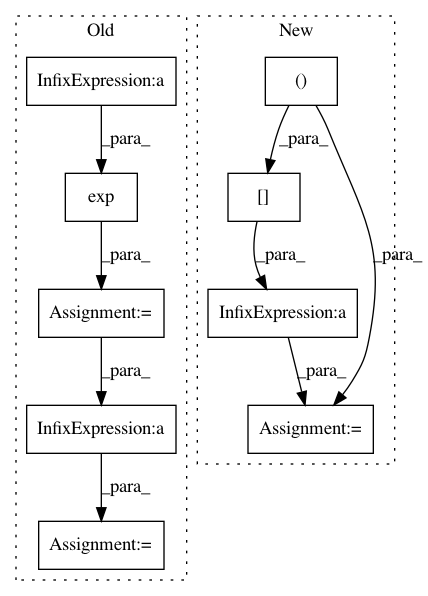 Old
InfixExpression:a
_para_
exp
_para_
Assignment:=
_para_
InfixExpression:a
_para_
Assignment:=
New
()
_para_
[]
_para_
_para_
InfixExpression:a
_para_
Assignment:=